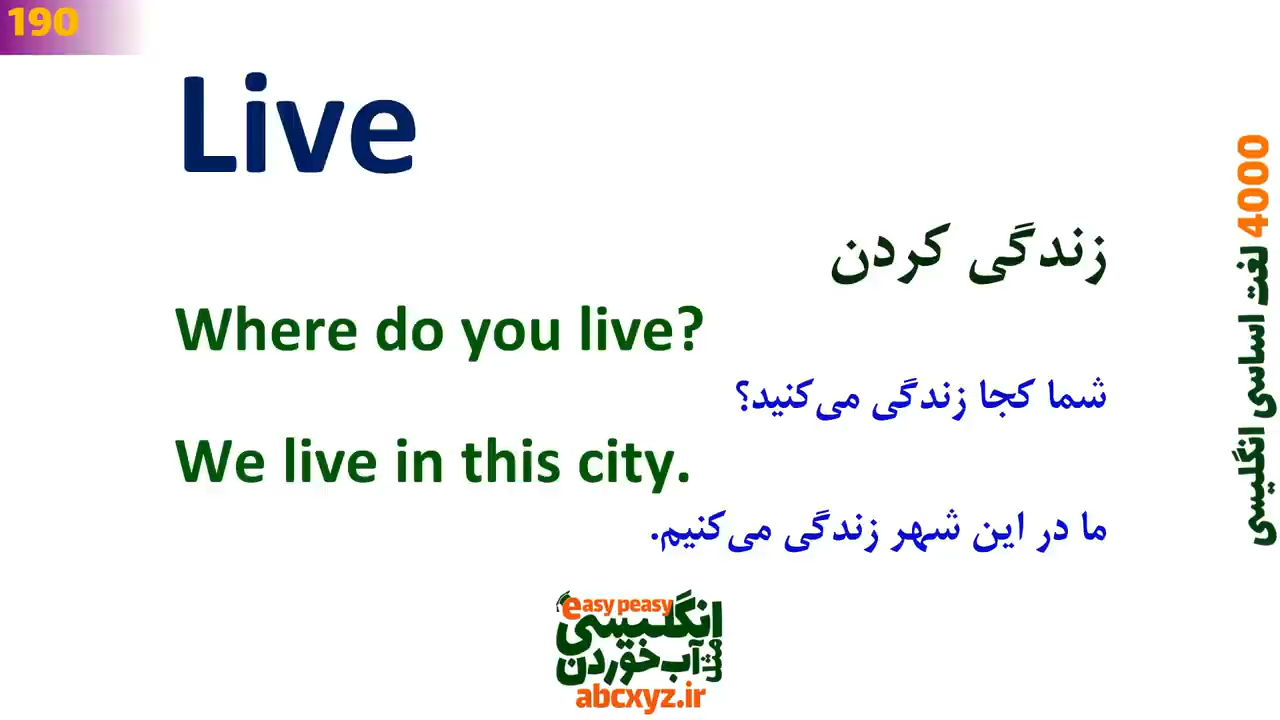 190
Live
زندگی کردن
Where do you live?
شما کجا زندگی می‌کنید؟
We live in this city.
ما در این شهر زندگی می‌کنیم.
4000 لغت اساسی انگلیسی
easy peasy
انگلیسی
مثل آب خوردن
abcxyz.ir